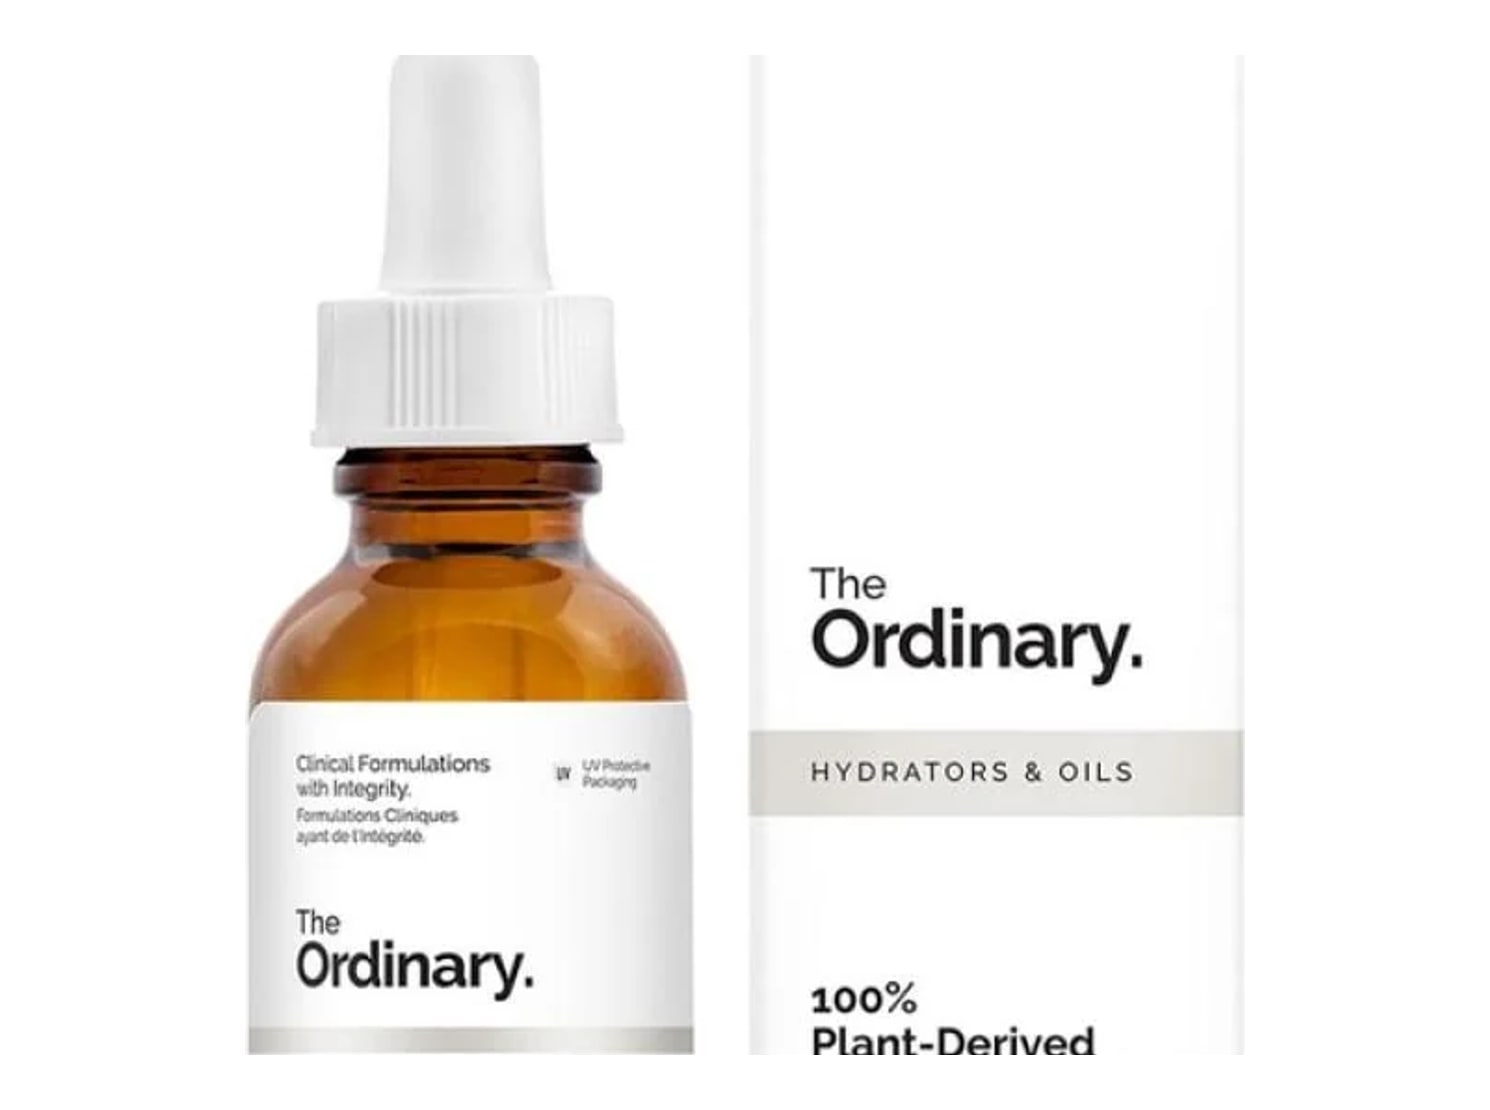 Clinical Formulations
with Integrity.
Formulations Cliniques
ayant de l'Intégrité.
UV
UV Protective
Packaging
The
Ordinary.
The
Ordinary.
HYDRATORS & OILS
100%
Plant-Derived